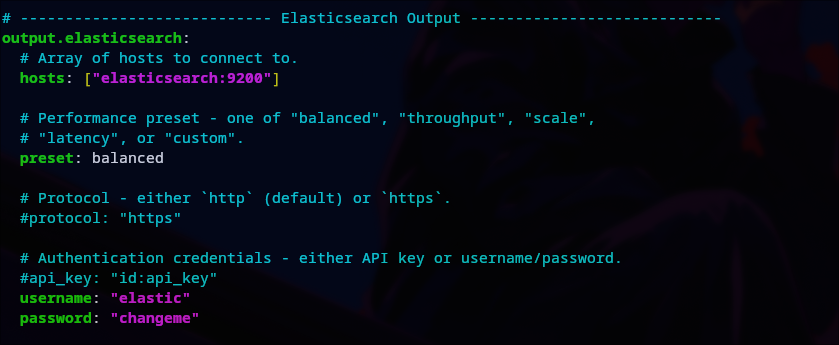 # ---------------------------- Elasticsearch Output ----------------------------
output.elasticsearch:
  # Array of hosts to connect to.
  hosts: ["elasticsearch:9200"]

  # Performance preset - one of "balanced", "throughput", "scale",
  # "latency", or "custom".
  preset: balanced

  # Protocol - either `http` (default) or `https`.
  #protocol: "https"

  # Authentication credentials - either API key or username/password.
  #api_key: "id:api_key"
  username: "elastic"
  password: "changeme"